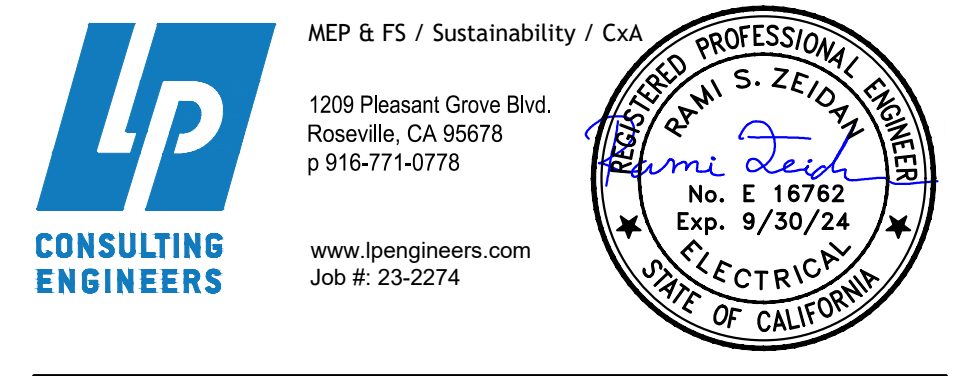 LP
CONSULTING
ENGINEERS
MEP & FS / Sustainability / CxA
1209 Pleasant Grove Blvd.
Roseville, CA 95678
p 916-771-0778
www.lpengineers.com
Job #: 23-2274
REGISTERED PROFESSIONAL ENGINEER
RAMI S. ZEIDAN
Rami Zeidan
No. E 16762
Exp. 9/30/24
ELECTRICAL
STATE OF CALIFORNIA